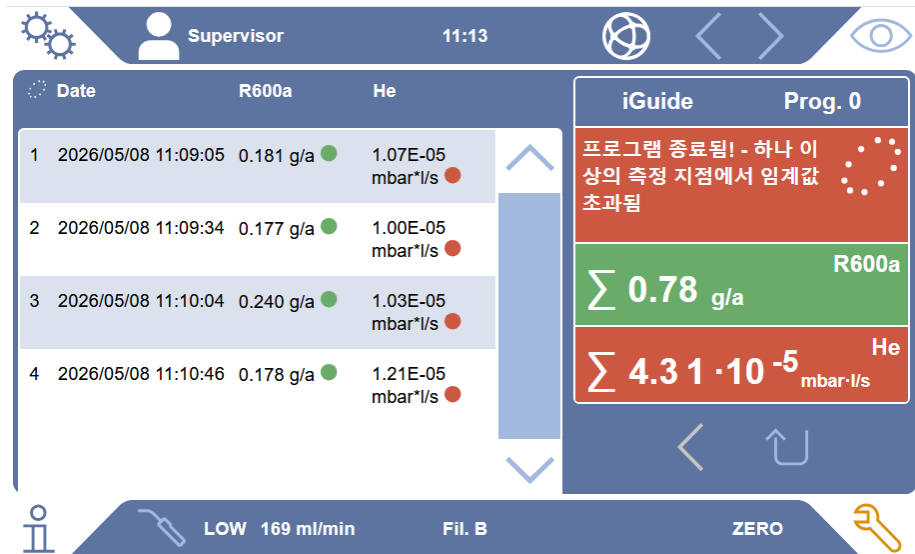 Supervisor 11:13
Date R600a He
1 2026/05/08 11:09:05 0.181 g/a 1.07E-05
mbar*l/s
2 2026/05/08 11:09:34 0.177 g/a 1.00E-05
mbar*l/s
3 2026/05/08 11:10:04 0.240 g/a 1.03E-05
mbar*l/s
4 2026/05/08 11:10:46 0.178 g/a 1.21E-05
mbar*l/s
iGuide Prog. 0
프로그램 종료됨! - 하나 이
상의 측정 지점에서 임계값
초과됨
R600a
∑ 0.78 g/a
He
∑ 4.31 ·10 -5 mbar·l/s
LOW 169 ml/min Fil. B ZERO